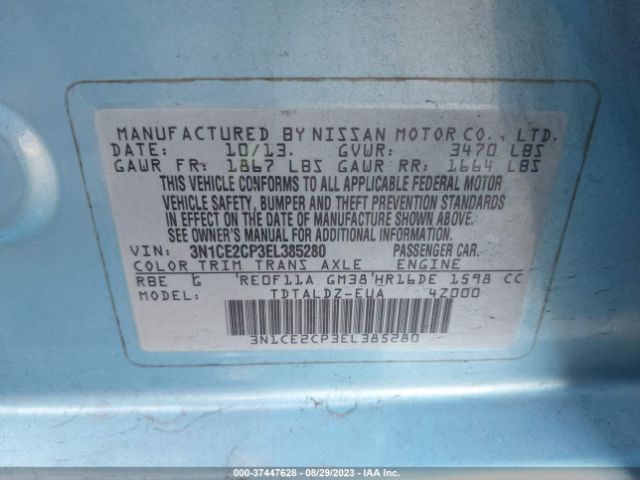 MANUFACTURED BY NISSAN MOTOR CO., LTD.
DATE: 10/13. GVWR: 3470 LBS
GAWR FR: 1867 LBS GAWR RR: 1664 LBS
THIS VEHICLE CONFORMS TO ALL APPLICABLE FEDERAL MOTOR
VEHICLE SAFETY, BUMPER AND THEFT PREVENTION STANDARDS
IN EFFECT ON THE DATE OF MANUFACTURE SHOWN ABOVE.
SEE OWNER'S MANUAL FOR ADDITIONAL INFORMATION.
VIN: 3N1CE2CP3EL385280 PASSENGER CAR.
COLOR TRIM TRANS AXLE ENGINE
RBE G RE0F11A GM38 HR16DE 1598 CC
MODEL: TDTALDZ-EUA 4Z000
3N1CE2CP3EL385280
000-37447628 - 08/29/2023 - IAAI.com